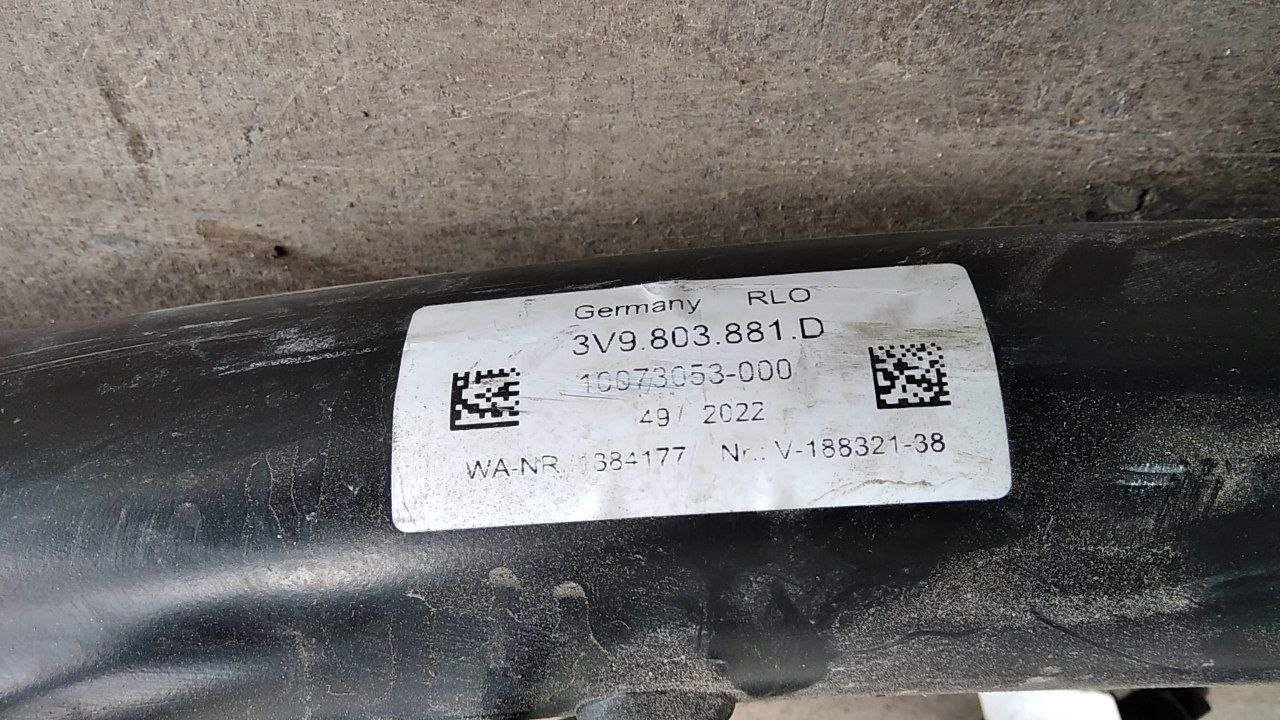 Germany RLO
3V9.803.881.D
10073053-000
49/ 2022
WA-NR. 1384177 Nr.: V-188321-38